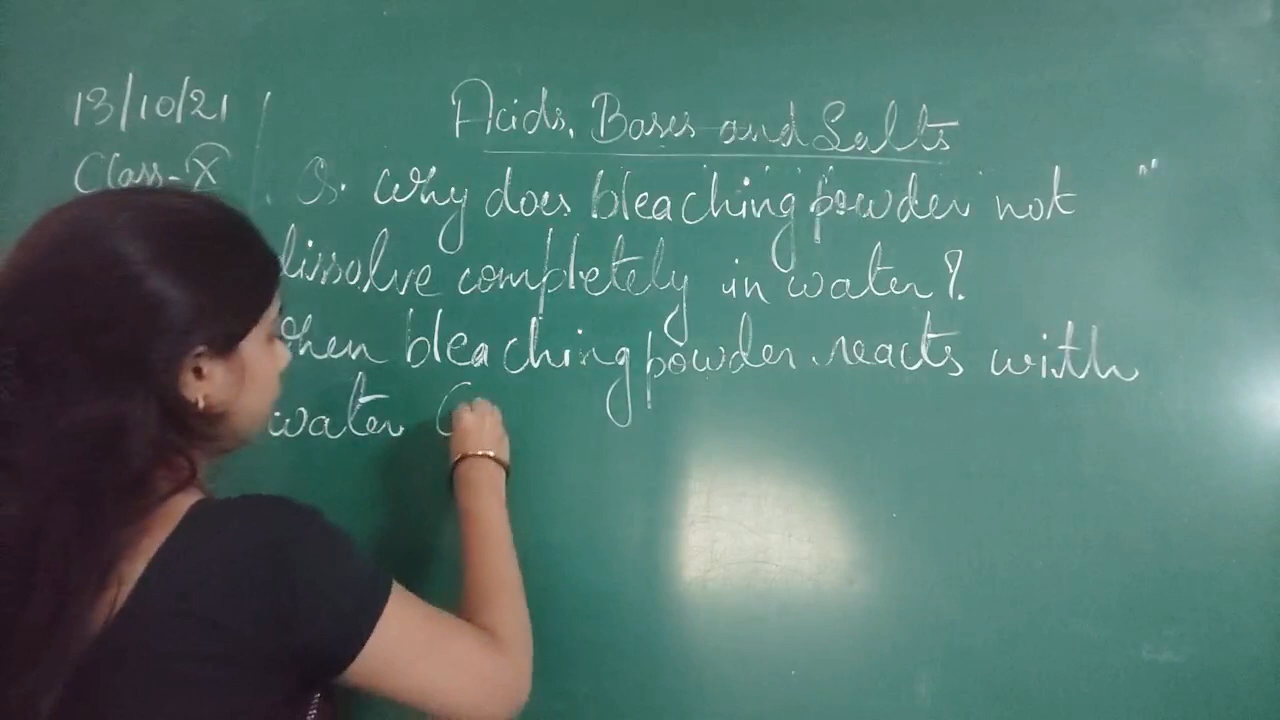 13/10/21
Class-X
Acids, Bases and Salts
Q. Why does bleaching powder not
dissolve completely in water?
When bleaching powder reacts with
water (